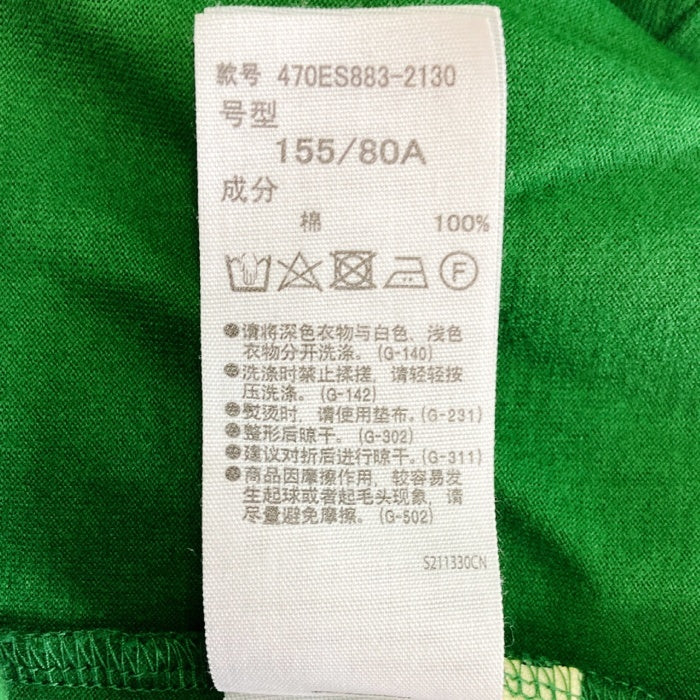 款号 470ES883-2130
号型
155/80A
成分
棉 100%
F
●请将深色衣物与白色、浅色
衣物分开洗涤。(G-140)
●洗涤时禁止揉搓，请轻轻按
压洗涤。(G-142)
●熨烫时，请使用垫布。(G-231)
●整形后晾干。(G-302)
●建议对折后进行晾干。(G-311)
●商品因摩擦作用，较容易发
生起球或者起毛头现象，请
尽量避免摩擦。(G-502)
S211330CN